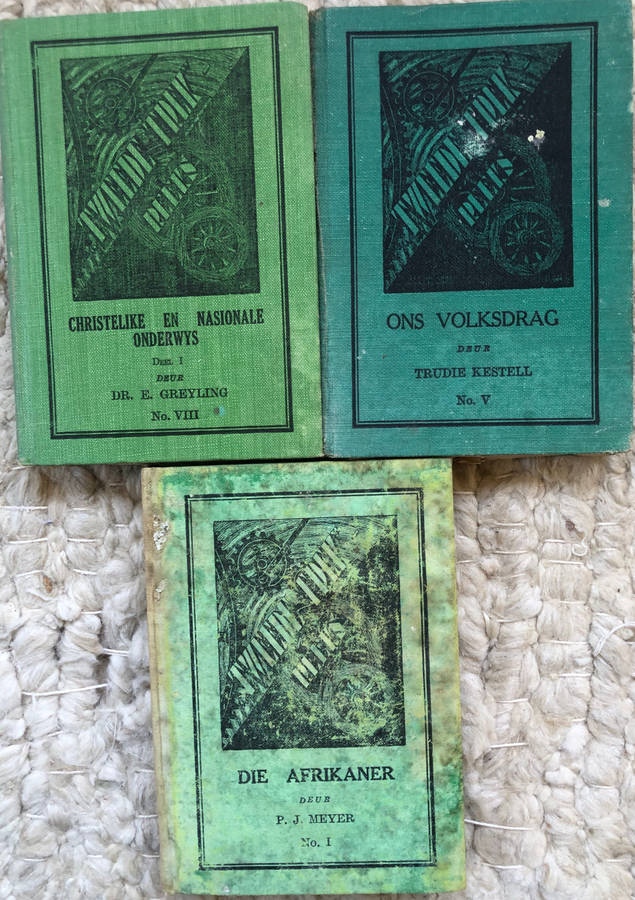 TWEEDE TREK
REEKS
CHRISTELIKE EN NASIONALE
ONDERWYS
DEEL I
DEUR
DR. E. GREYLING
No. VIII
TWEEDE TREK
REEKS
ONS VOLKSDRAG
DEUR
TRUDIE KESTELL
No. V
TWEEDE TREK
REEKS
DIE AFRIKANER
DEUR
P. J. MEYER
No. I